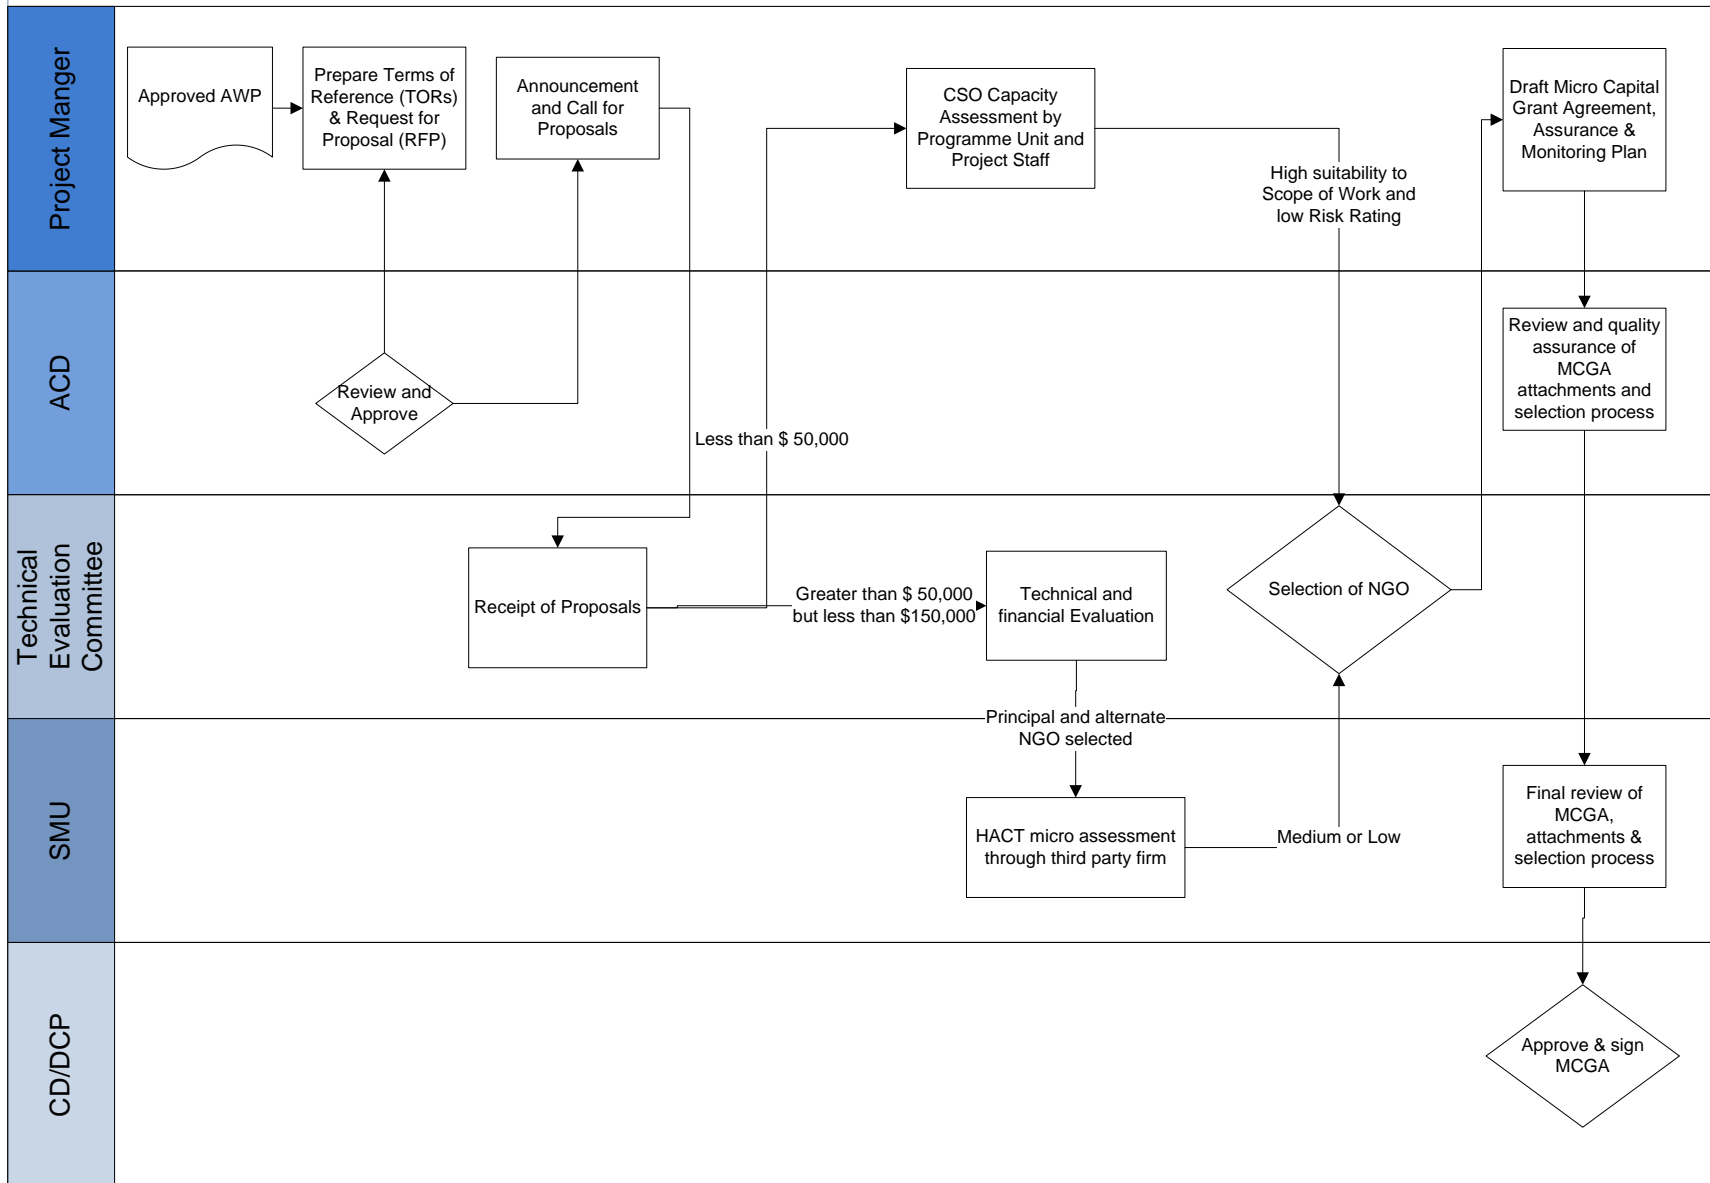 Project Manger
Approved AWP
Prepare Terms of
Reference (TORs)
& Request for
Proposal (RFP)
Announcement
and Call for
Proposals
CSO Capacity
Assessment by
Programme Unit and
Project Staff
High suitability to
Scope of Work and
low Risk Rating
Draft Micro Capital
Grant Agreement,
Assurance &
Monitoring Plan
ACD
Review and
Approve
Less than $ 50,000
Review and quality
assurance of
MCGA
attachments and
selection process
Technical
Evaluation
Committee
Receipt of Proposals
Greater than $ 50,000
but less than $150,000
Technical and
financial Evaluation
Selection of NGO
Principal and alternate
NGO selected
SMU
HACT micro assessment
through third party firm
Medium or Low
Final review of
MCGA,
attachments &
selection process
CD/DCP
Approve & sign
MCGA